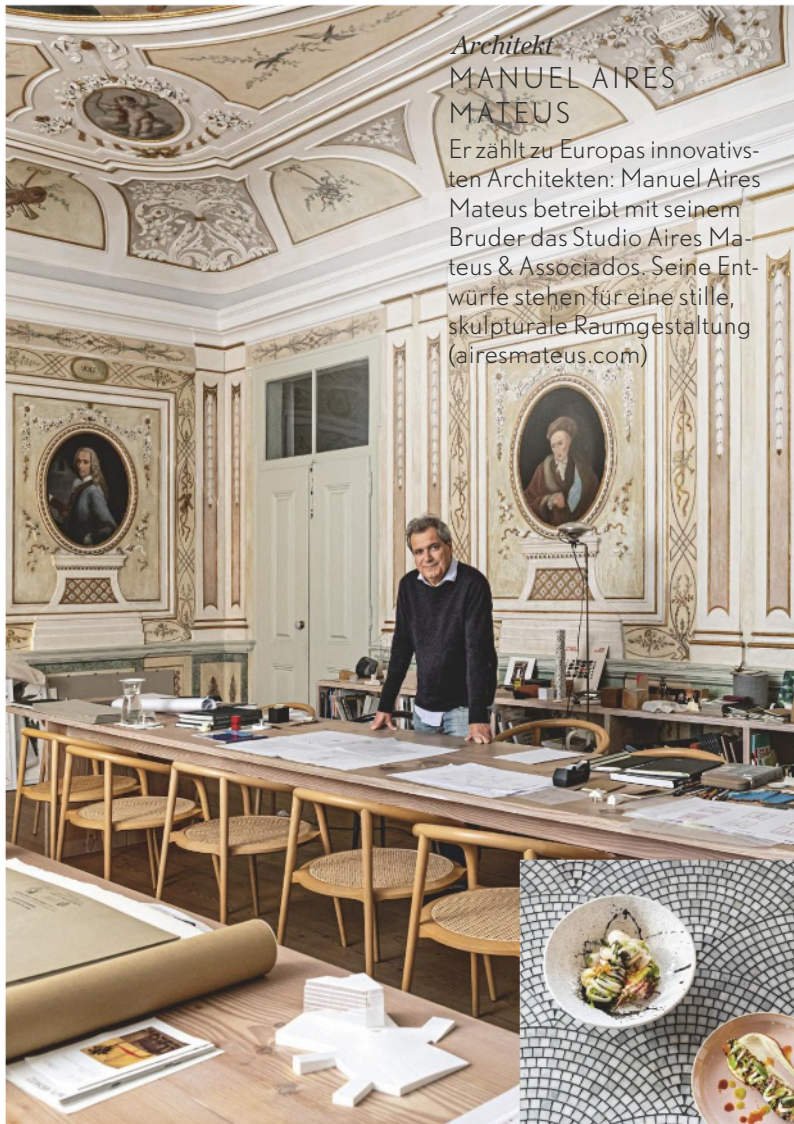 Architekt
MANUEL AIRES
MATEUS
Er zählt zu Europas innovativs-
ten Architekten: Manuel Aires
Mateus betreibt mit seinem
Bruder das Studio Aires Ma-
teus & Associados. Seine Ent-
würfe stehen für eine stille,
skulpturale Raumgestaltung
(airesmateus.com)